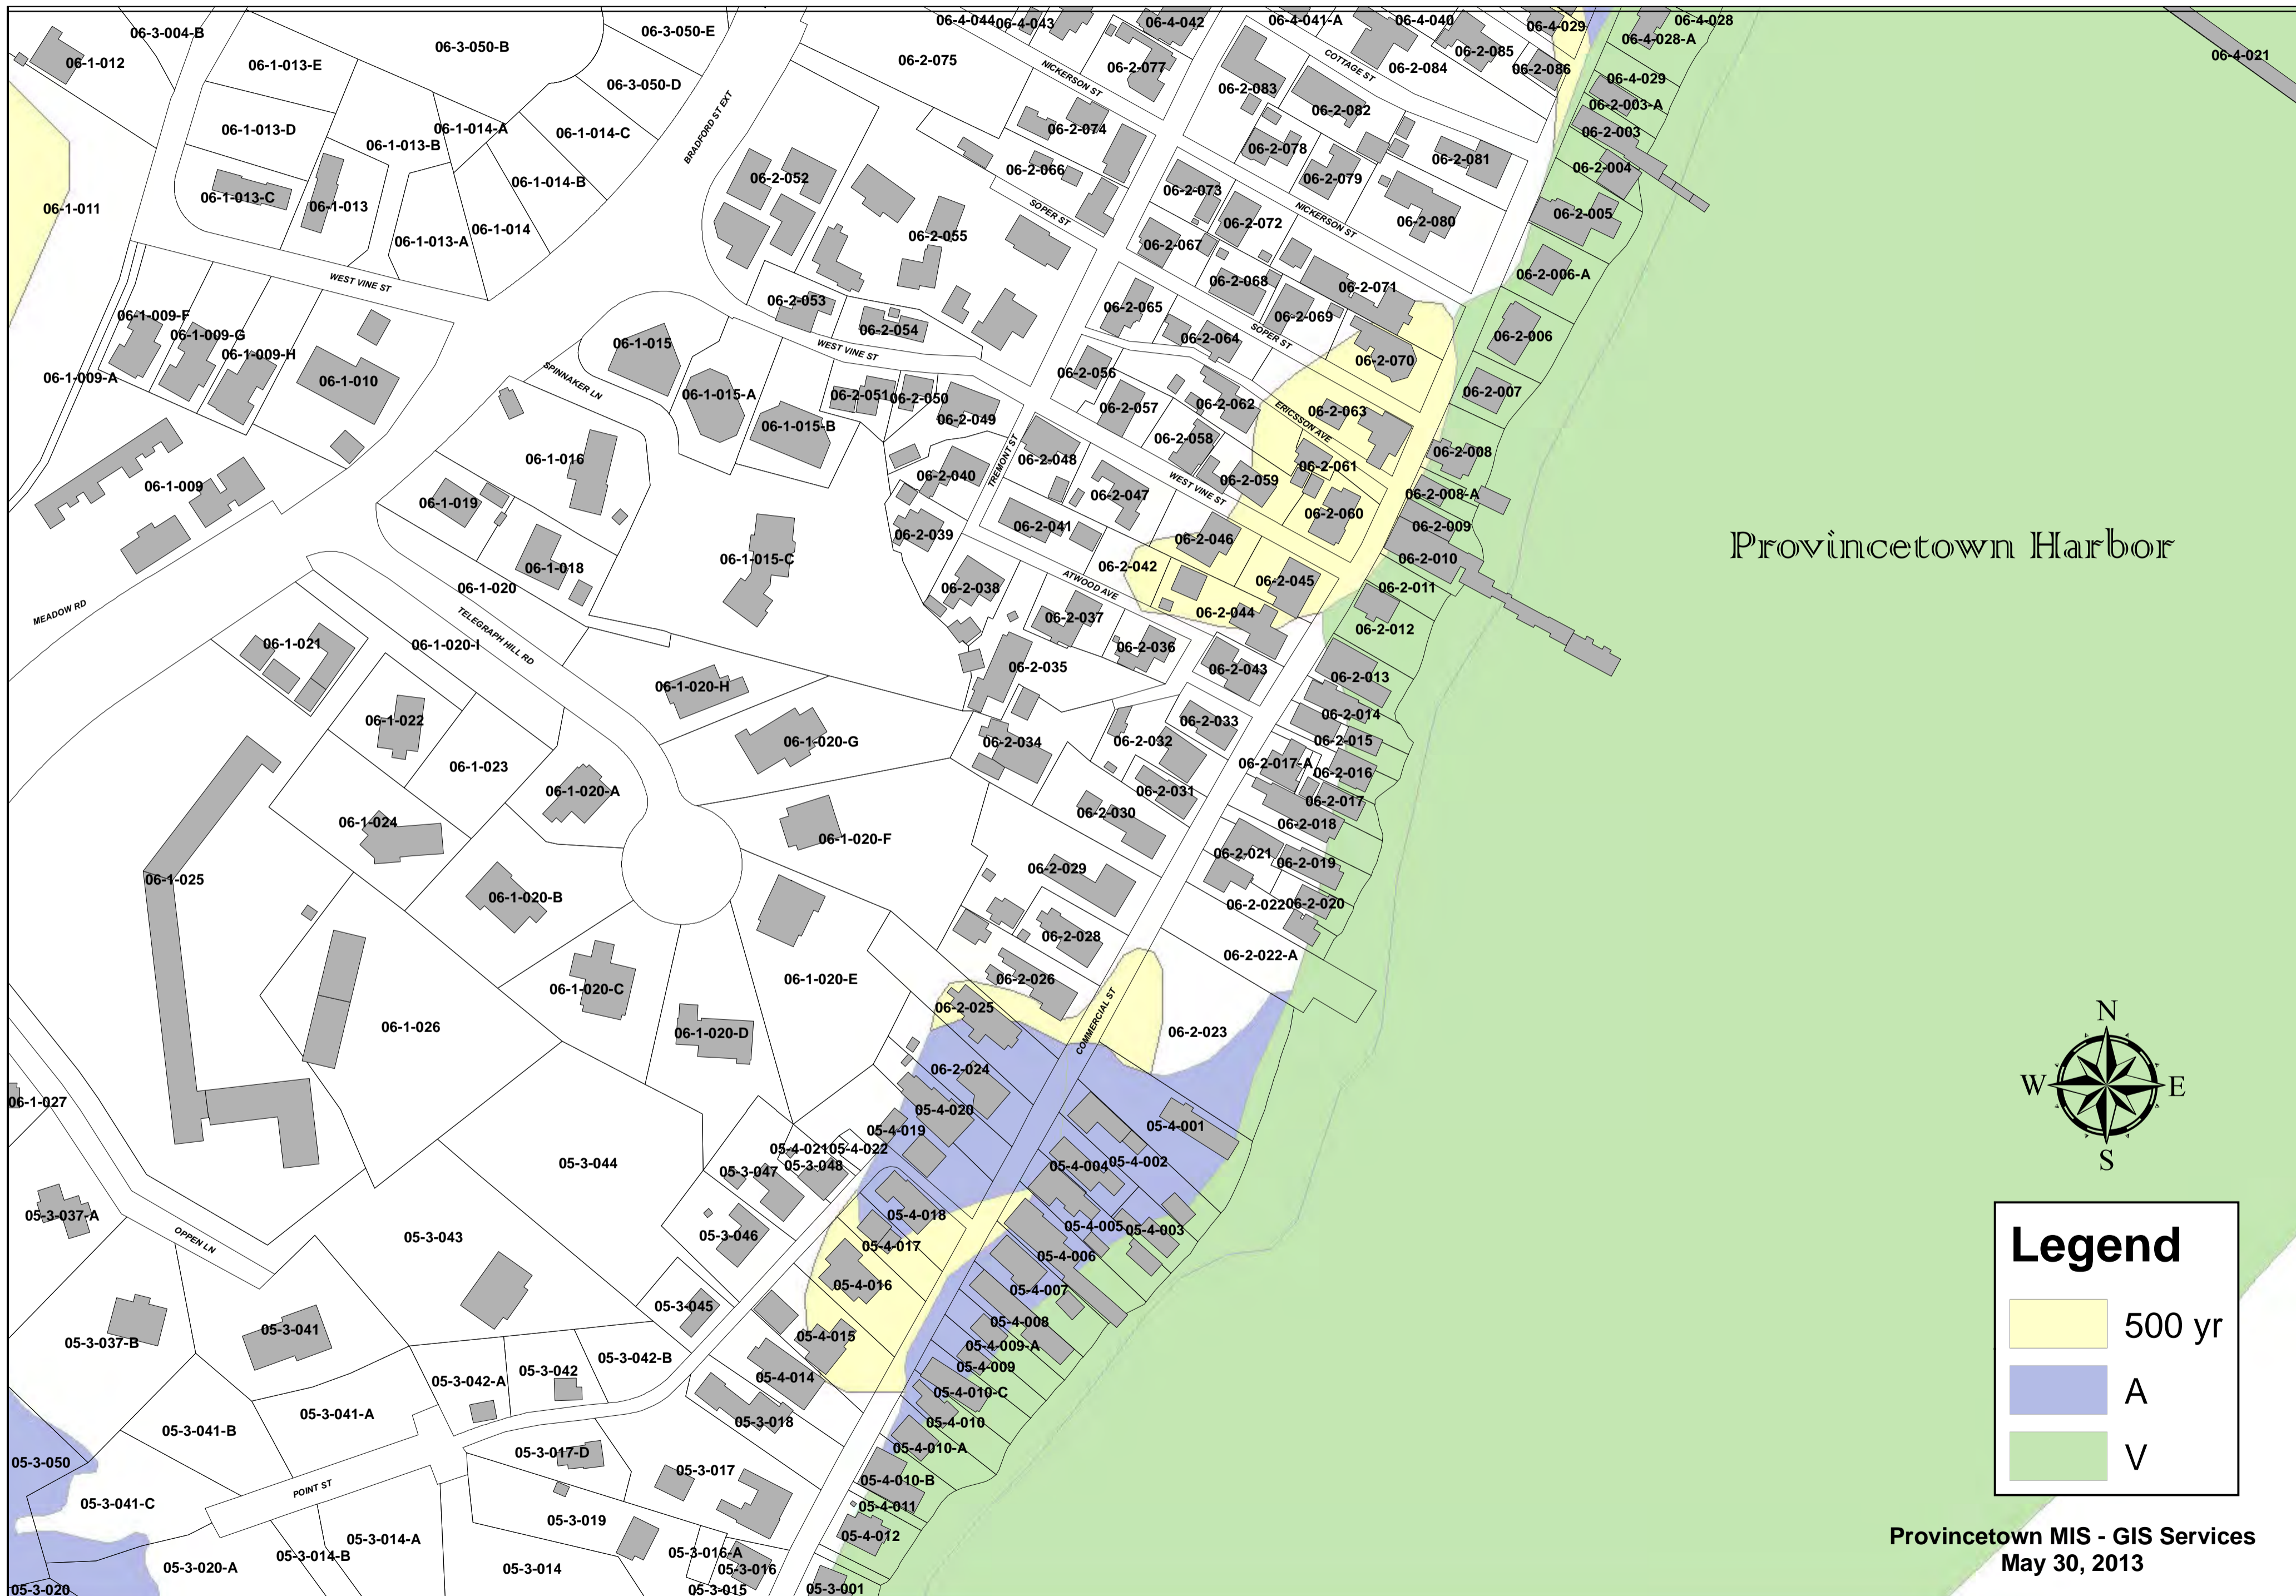 06-3-004-B
06-3-050-B
06-3-050-E
06-4-044
06-4-043
06-4-042
06-4-041-A
06-4-040
06-4-029
06-4-028
06-4-028-A
06-4-021
06-1-012
06-1-013-E
06-3-050-D
06-2-075
NICKERSON ST
06-2-077
COTTAGE ST
06-2-084
06-2-085
06-2-086
06-4-029
06-2-083
06-2-082
06-2-003-A
06-2-003
06-1-013-D
06-1-013-B
06-1-014-A
06-1-014-C
BRADFORD ST EXT
06-2-074
06-2-078
06-2-079
06-2-081
06-2-004
06-1-011
06-1-013-C
06-1-013
06-1-014-B
06-2-052
06-2-066
06-2-073
06-2-005
06-1-013-A
06-1-014
06-2-055
SOPER ST
06-2-067
06-2-072
NICKERSON ST
06-2-080
06-2-006-A
WEST VINE ST
06-2-053
06-2-068
06-2-071
06-2-065
06-2-069
06-1-009-F
06-1-009-G
06-1-009-H
06-1-015
06-2-054
WEST VINE ST
06-2-064
SOPER ST
06-2-070
06-2-006
06-1-009-A
06-1-010
SPINNAKER LN
06-1-015-A
06-2-051
06-2-050
06-2-049
06-2-056
06-2-057
06-2-062
ERICSSON AVE
06-2-063
06-2-007
06-1-015-B
06-1-009
06-1-016
06-2-040
TREMONT ST
06-2-048
06-2-058
06-2-061
06-2-008
06-1-019
06-2-047
WEST VINE ST
06-2-059
06-2-008-A
06-2-039
06-2-041
06-2-046
06-2-060
06-2-009
Provincetown Harbor
06-1-018
06-1-015-C
06-2-042
06-2-010
06-1-020
06-2-038
ATWOOD AVE
06-2-045
06-2-011
MEADOW RD
TELEGRAPH HILL RD
06-2-037
06-2-044
06-2-012
06-1-021
06-1-020-I
06-2-035
06-2-036
06-2-043
06-2-013
06-1-020-H
06-1-022
06-1-020-G
06-2-034
06-2-032
06-2-033
06-2-014
06-2-015
06-1-023
06-1-020-A
06-2-031
06-2-017-A
06-2-016
06-1-024
06-1-020-F
06-2-030
06-2-017
06-2-018
06-1-025
06-1-020-B
06-2-029
06-2-021
06-2-019
06-2-022
06-2-020
06-2-028
06-2-022-A
06-1-020-C
06-1-020-E
06-2-026
06-1-026
06-1-020-D
06-2-025
COMMERCIAL ST
06-2-023
N
W
E
S
06-1-027
06-2-024
05-4-020
05-4-019
05-4-001
05-3-044
05-4-021
05-4-022
05-3-047
05-3-048
05-4-004
05-4-002
05-3-037-A
OPPEN LN
05-3-043
05-3-046
05-4-018
05-4-017
05-4-005
05-4-003
05-4-006
05-3-045
05-4-016
05-4-007
05-3-037-B
05-3-041
05-4-015
05-4-008
05-4-009-A
05-3-042-A
05-3-042
05-3-042-B
05-4-014
05-4-009
05-4-010-C
05-3-041-B
05-3-041-A
05-3-018
05-4-010
05-3-050
05-3-017-D
05-3-017
05-4-010-A
05-3-041-C
POINT ST
05-4-010-B
05-3-019
05-4-011
05-3-014-A
05-4-012
05-3-020-A
05-3-014-B
05-3-014
05-3-016-A
05-3-016
05-3-020
05-3-015
05-3-001
Legend
500 yr
A
V
Provincetown MIS - GIS Services
May 30, 2013